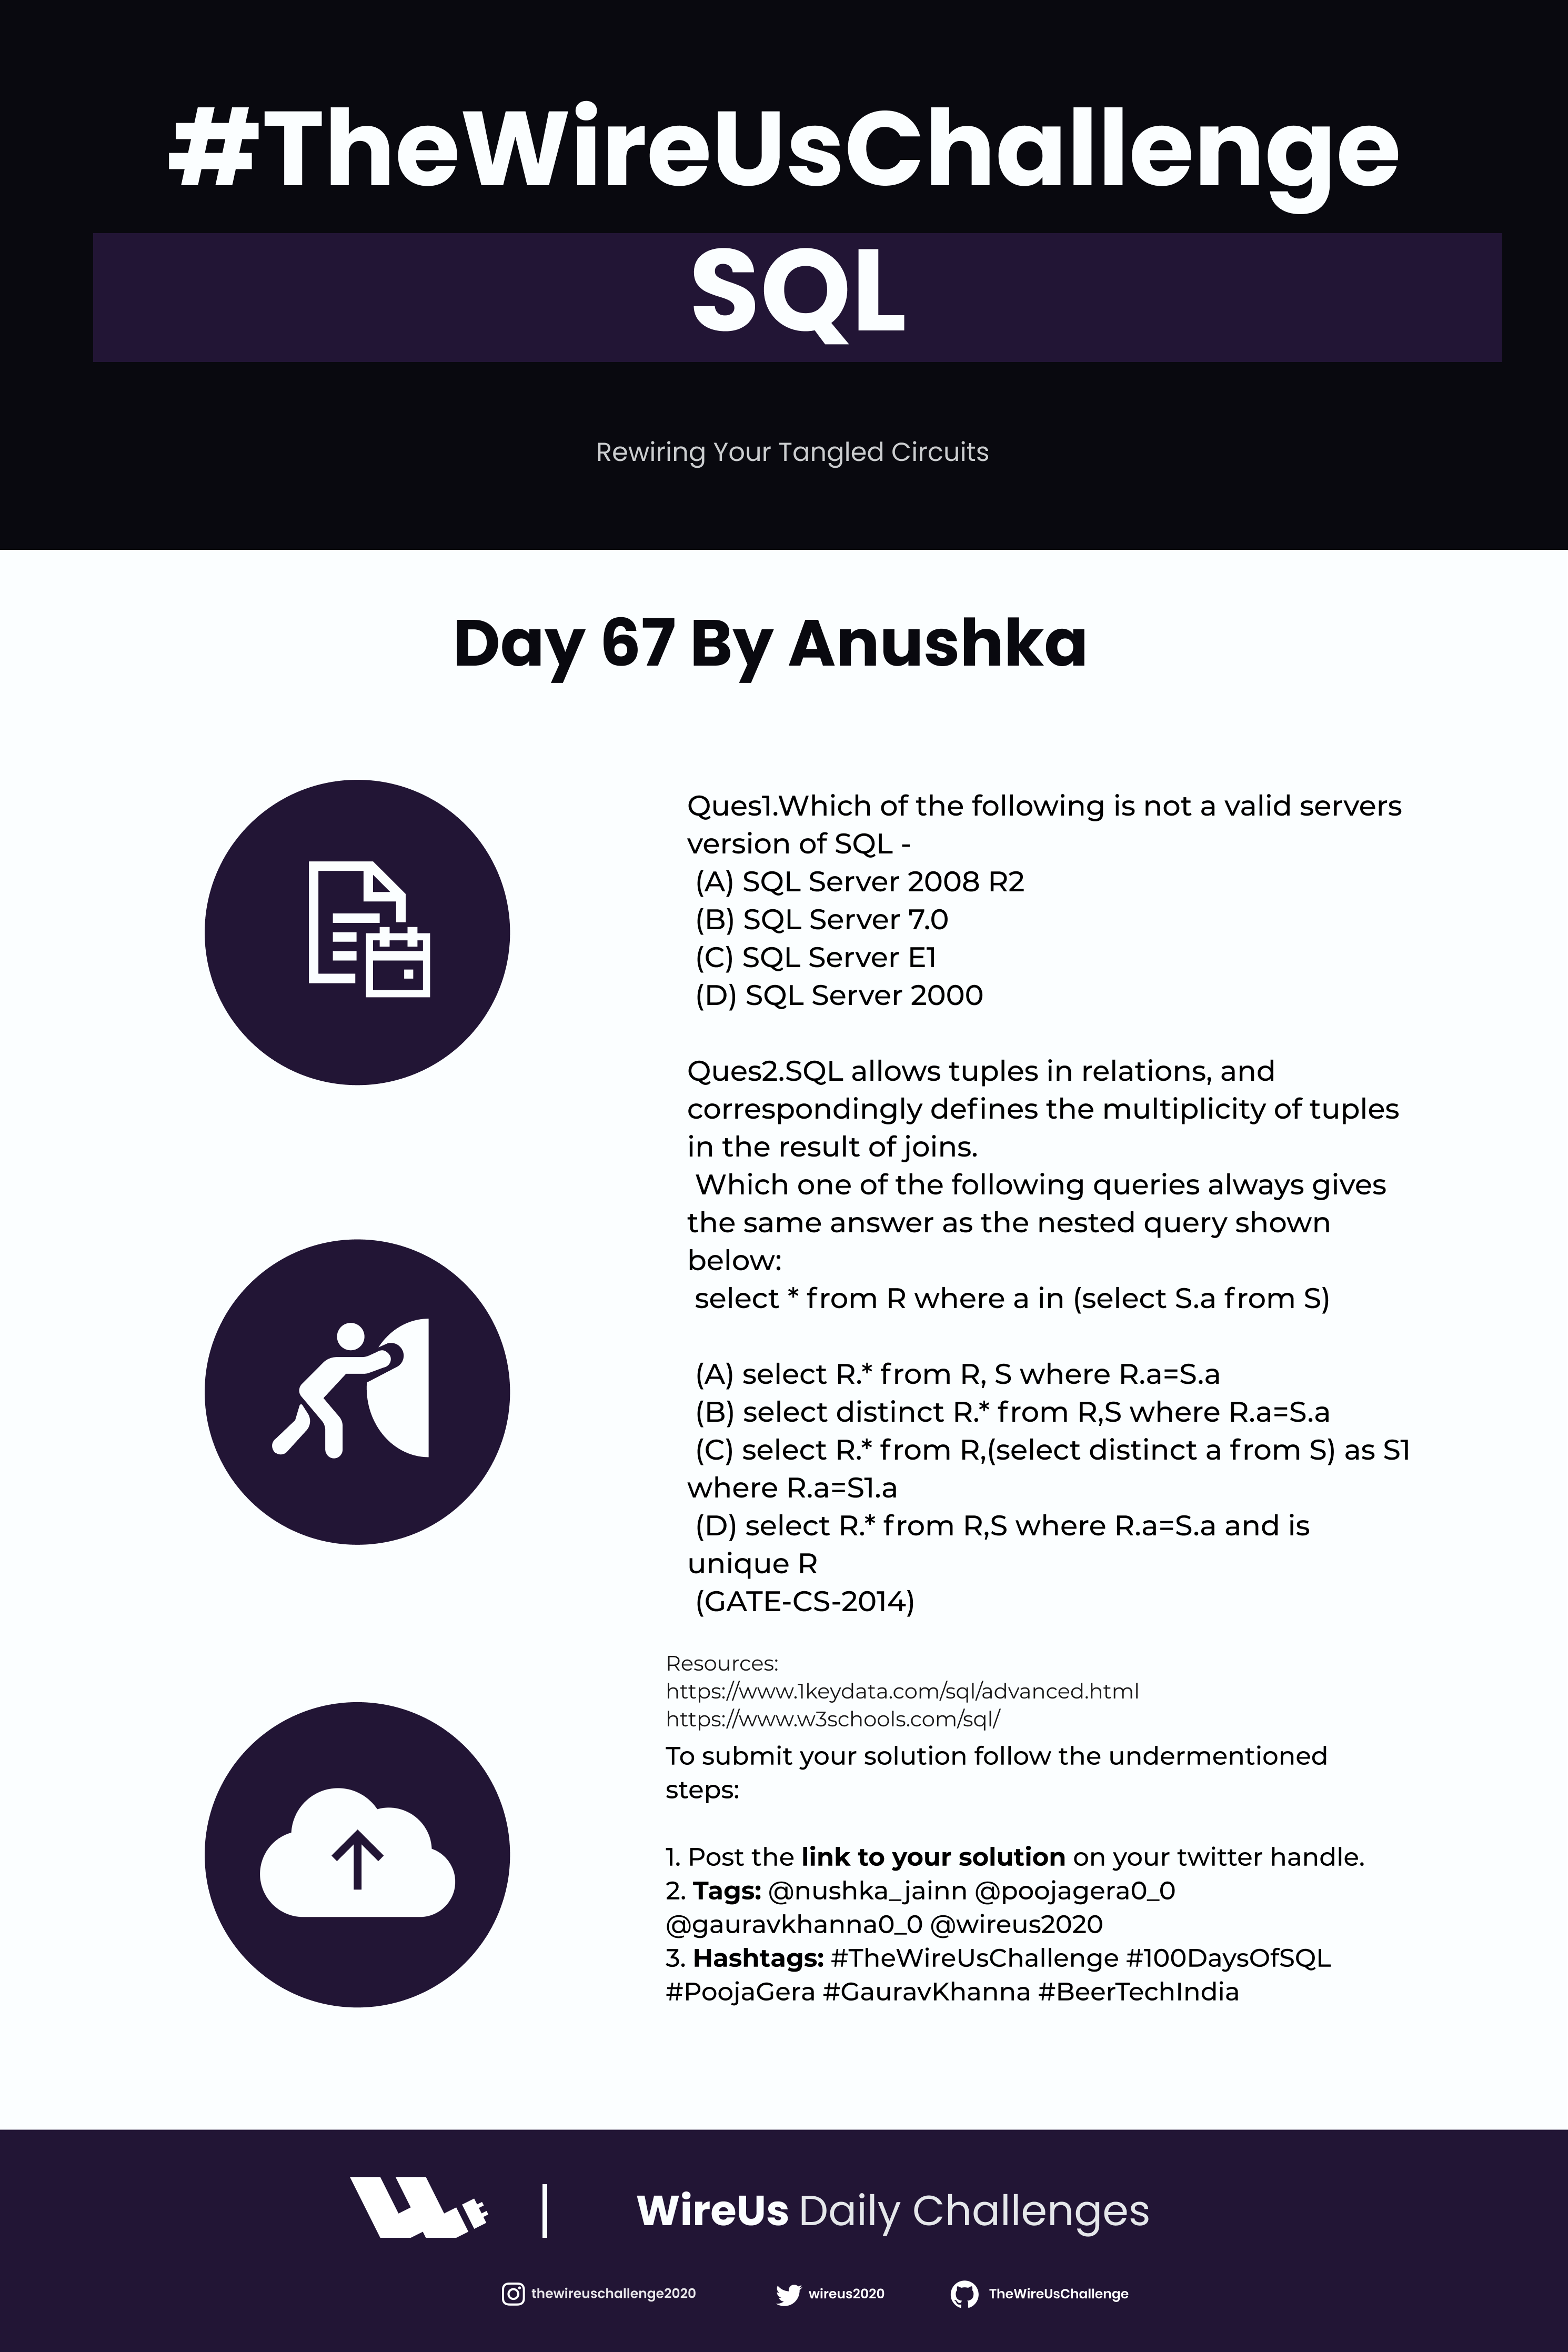 #TheWireUsChallenge
SQL
Rewiring Your Tangled Circuits
Day 67 By Anushka
Ques1.Which of the following is not a valid servers
version of SQL -
(A) SQL Server 2008 R2
(B) SQL Server 7.0
(C) SQL Server E1
(D) SQL Server 2000
Ques2.SQL allows tuples in relations, and
correspondingly defines the multiplicity of tuples
in the result of joins.
Which one of the following queries always gives
the same answer as the nested query shown
below:
select * from R where a in (select S.a from S)
(A) select R.* from R, S where R.a=S.a
(B) select distinct R.* from R,S where R.a=S.a
(C) select R.* from R,(select distinct a from S) as S1
where R.a=S1.a
(D) select R.* from R,S where R.a=S.a and is
unique R
(GATE-CS-2014)
Resources:
https://www.1keydata.com/sql/advanced.html
https://www.w3schools.com/sql/
To submit your solution follow the undermentioned
steps:
1. Post the link to your solution on your twitter handle.
2. Tags: @nushka_jainn @poojagera0_0
@gauravkhanna0_0 @wireus2020
3. Hashtags: #TheWireUsChallenge #100DaysOfSQL
#PoojaGera #GauravKhanna #BeerTechIndia
WireUs Daily Challenges
thewireuschallenge2020
wireus2020
TheWireUsChallenge